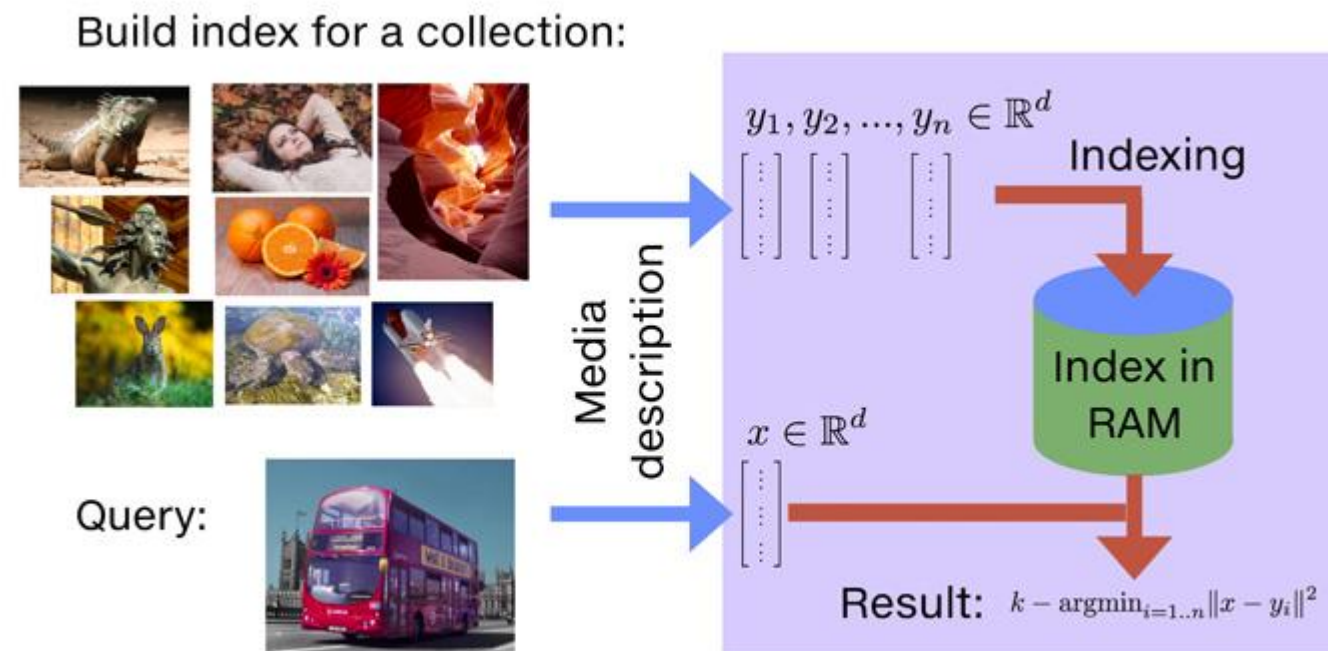 Build index for a collection:
y₁, y₂, ..., yₙ ∈ ℝᵈ
Indexing
Media
description
Index in
RAM
x ∈ ℝᵈ
Query:
Result: k − argminᵢ₌₁..ₙ‖x − yᵢ‖²